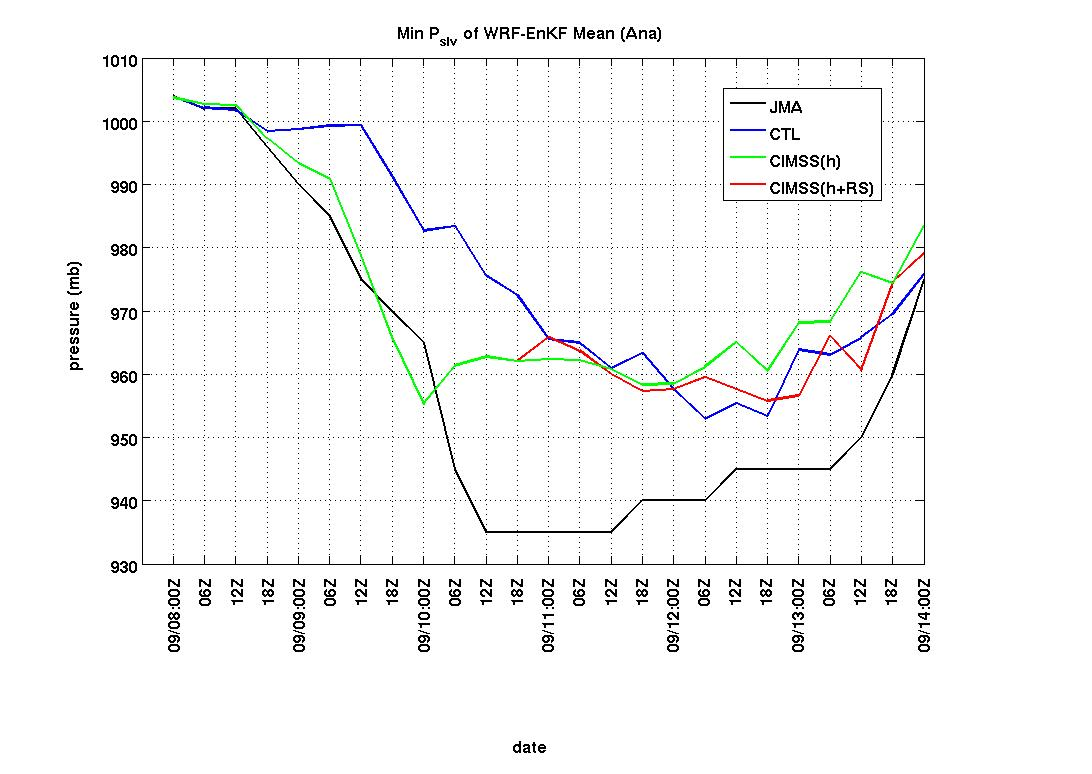 Min P_slv of WRF-EnKF Mean (Ana)
1010
1000
990
980
970
960
950
940
930
pressure (mb)
JMA
CTL
CIMSS(h)
CIMSS(h+RS)
09/08:00Z
06Z
12Z
18Z
09/09:00Z
06Z
12Z
18Z
09/10:00Z
06Z
12Z
18Z
09/11:00Z
06Z
12Z
18Z
09/12:00Z
06Z
12Z
18Z
09/13:00Z
06Z
12Z
18Z
09/14:00Z
date